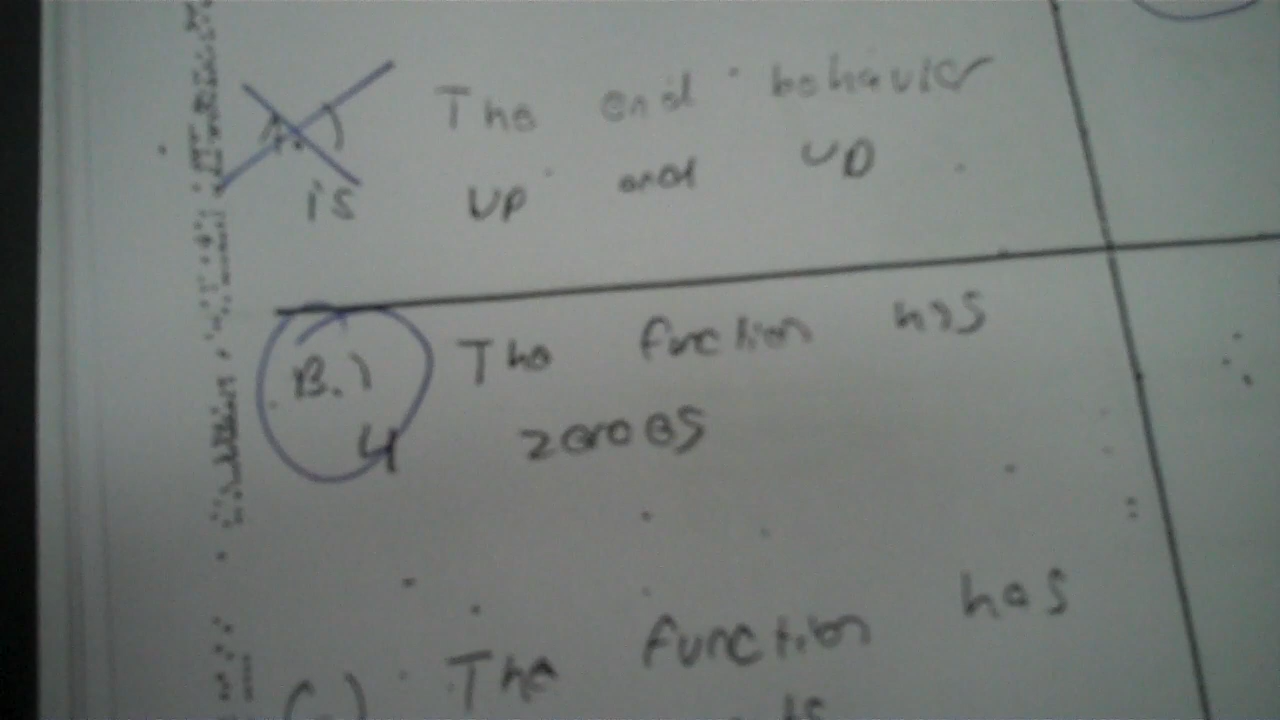 The end behavior
is up and up
B.) The function has
4 zeroes
C.) The function has